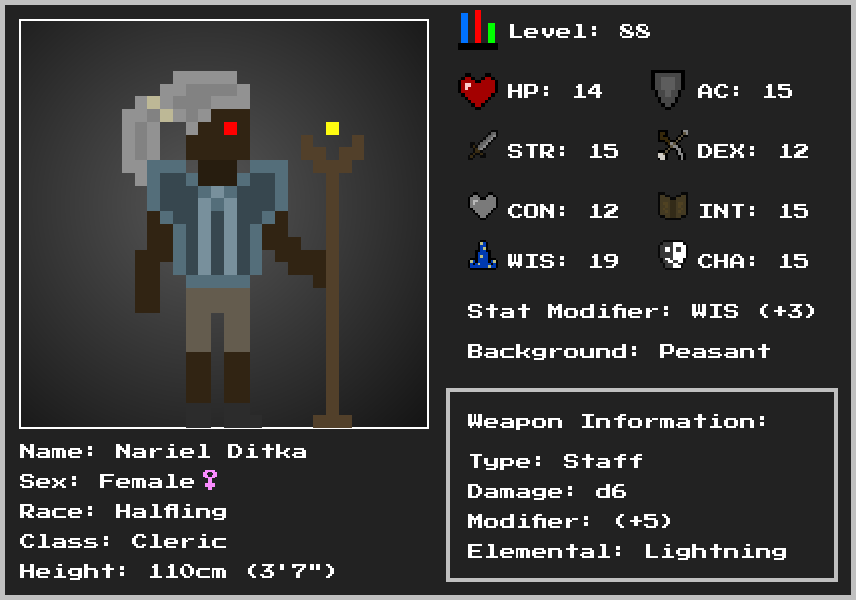 Level: 88
HP: 14 AC: 15
STR: 15 DEX: 12
CON: 12 INT: 15
WIS: 19 CHA: 15
Stat Modifier: WIS (+3)
Background: Peasant
Weapon Information:
Type: Staff
Damage: d6
Modifier: (+5)
Elemental: Lightning
Name: Nariel Ditka
Sex: Female♀
Race: Halfling
Class: Cleric
Height: 110cm (3'7")